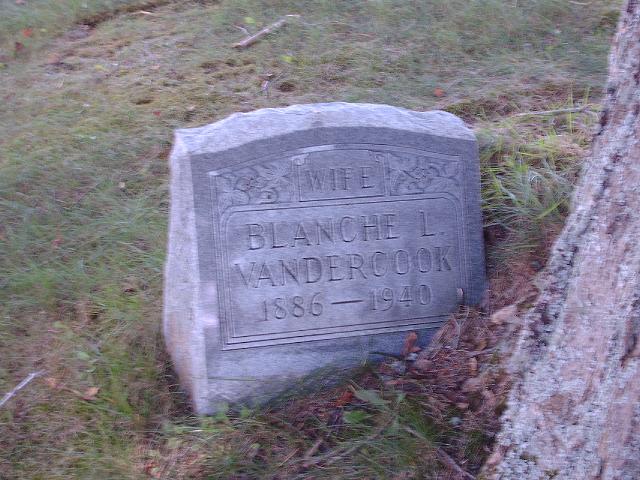 WIFE
BLANCHE L.
VANDERCOOK
1886 — 1940